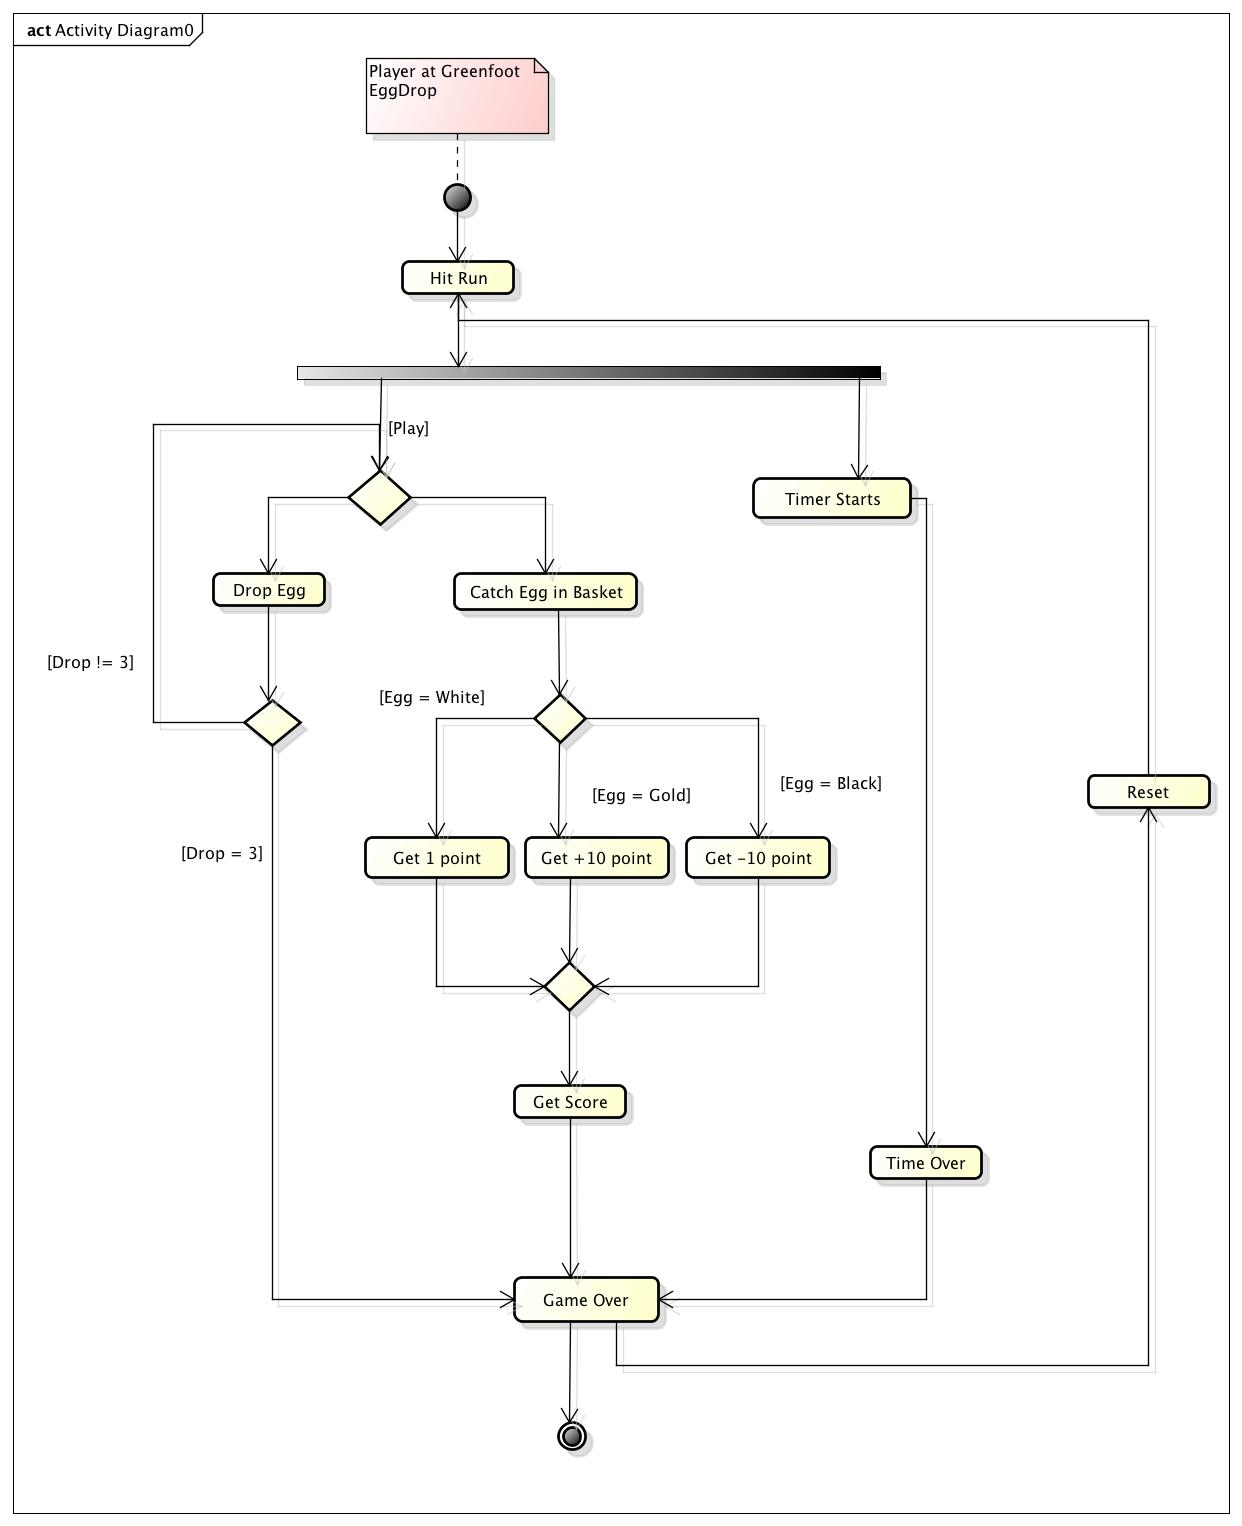 act Activity Diagram0
Player at Greenfoot
EggDrop
Hit Run
[Play]
Timer Starts
Drop Egg
Catch Egg in Basket
[Drop != 3]
[Egg = White]
[Egg = Gold]
[Egg = Black]
Reset
[Drop = 3]
Get 1 point
Get +10 point
Get -10 point
Get Score
Time Over
Game Over